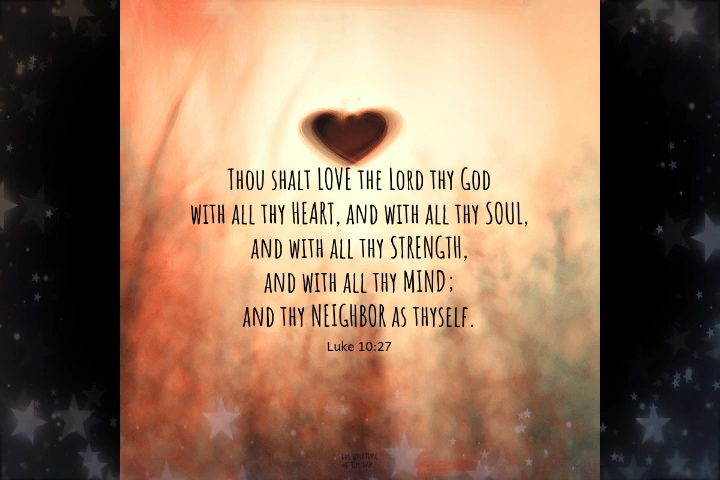 Thou shalt LOVE the Lord thy God
with all thy HEART, and with all thy SOUL,
and with all thy STRENGTH,
and with all thy MIND;
and thy NEIGHBOR as thyself.
Luke 10:27